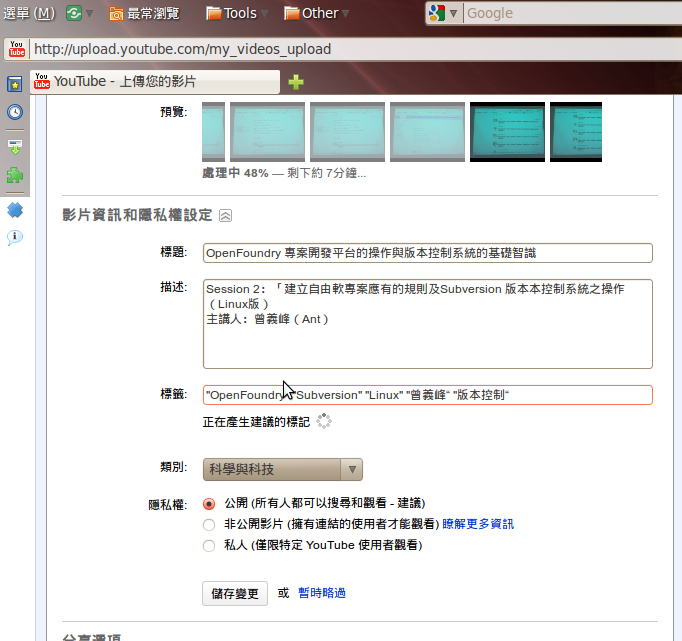 選單 (M) 最常瀏覽 Tools Other Google
http://upload.youtube.com/my_videos_upload
YouTube - 上傳您的影片
預覽:
處理中 48% — 剩下約 7分鐘...
影片資訊和隱私權設定
標題: OpenFoundry 專案開發平台的操作與版本控制系統的基礎智識
描述: Session 2: 「建立自由軟專案應有的規則及Subversion 版本本控制系統之操作
（Linux版）
主講人: 曾義峰（Ant）
標籤: "OpenFoundry" "Subversion" "Linux" "曾義峰“ "版本控制“
正在產生建議的標記
類別: 科學與科技
隱私權: 公開 (所有人都可以搜尋和觀看 - 建議)
非公開影片 (擁有連結的使用者才能觀看) 瞭解更多資訊
私人 (僅限特定 YouTube 使用者觀看)
儲存變更 或 暫時略過
分享選項